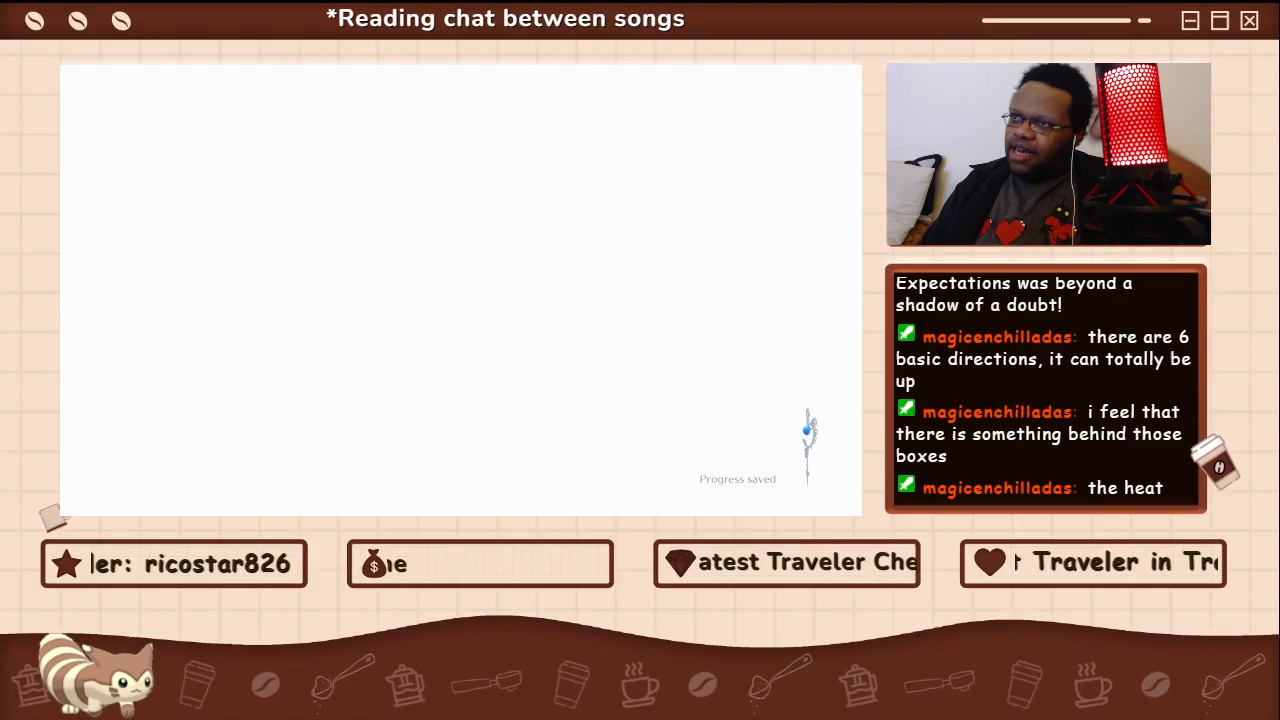 *Reading chat between songs
Expectations was beyond a
shadow of a doubt!
magicenchilladas: there are 6
basic directions, it can totally be
up
magicenchilladas: i feel that
there is something behind those
boxes
magicenchilladas: the heat
Progress saved
ler: ricostar826
ne
atest Traveler Che
Traveler in Tr